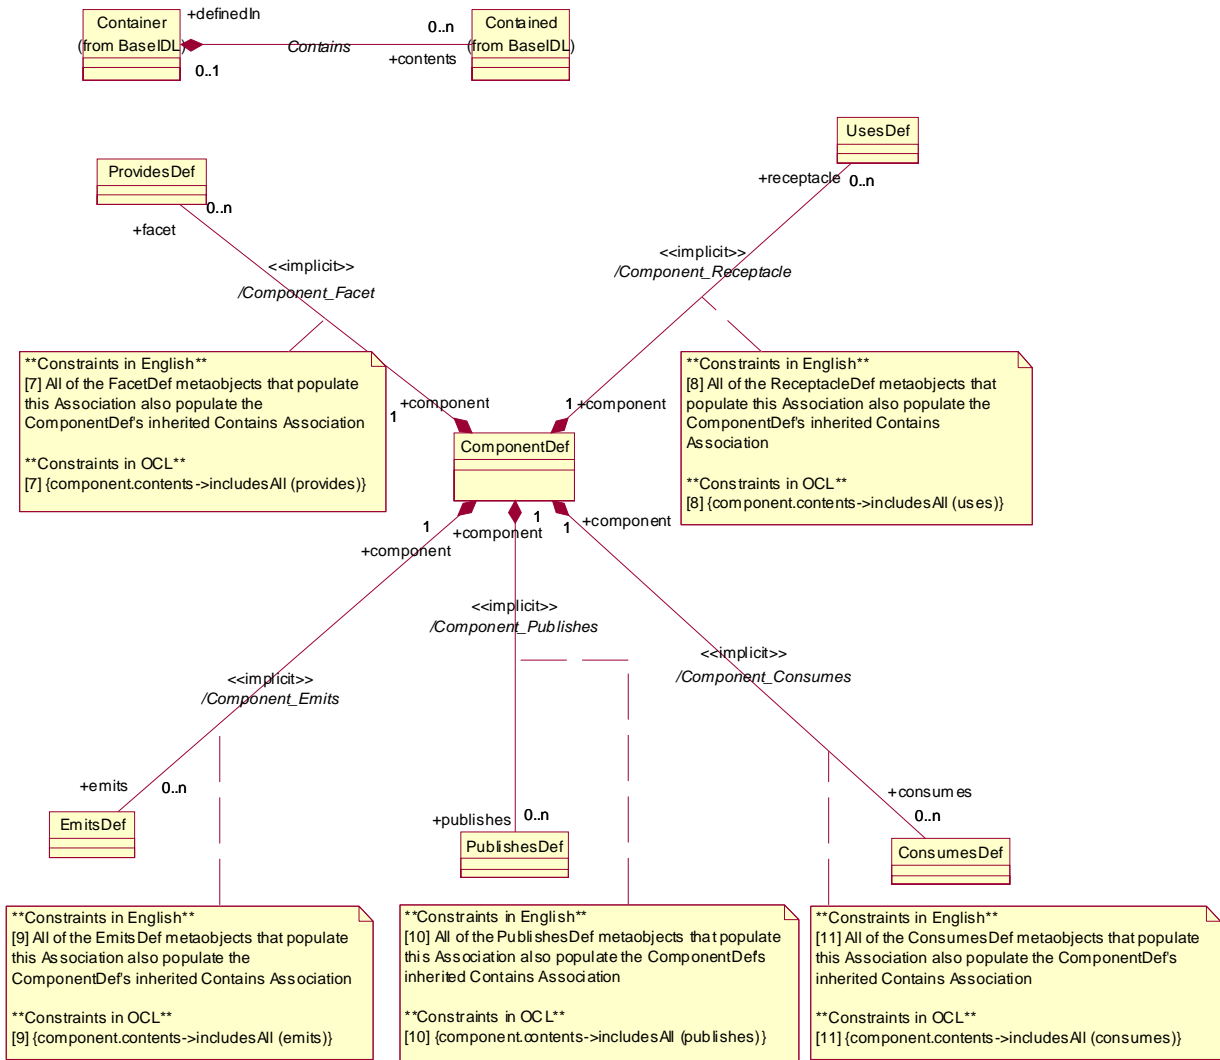 +definedIn
Container
(from BaseIDL)
0..1
Contains
0..n
+contents
Contained
(from BaseIDL)
UsesDef
+receptacle
0..n
ProvidesDef
0..n
+facet
<<implicit>>
/Component_Facet
<<implicit>>
/Component_Receptacle
**Constraints in English**
[7] All of the FacetDef metaobjects that populate
this Association also populate the
ComponentDef's inherited Contains Association
**Constraints in OCL**
[7] {component.contents->includesAll (provides)}
1
+component
1
+component
**Constraints in English**
[8] All of the ReceptacleDef metaobjects that
populate this Association also populate the
ComponentDef's inherited Contains
Association
**Constraints in OCL**
[8] {component.contents->includesAll (uses)}
ComponentDef
1
+component
1
+component
1
+component
<<implicit>>
/Component_Publishes
<<implicit>>
/Component_Emits
<<implicit>>
/Component_Consumes
+emits
0..n
EmitsDef
+publishes
0..n
PublishesDef
+consumes
0..n
ConsumesDef
**Constraints in English**
[9] All of the EmitsDef metaobjects that populate
this Association also populate the
ComponentDef's inherited Contains Association
**Constraints in OCL**
[9] {component.contents->includesAll (emits)}
**Constraints in English**
[10] All of the PublishesDef metaobjects that populate
this Association also populate the ComponentDef's
inherited Contains Association
**Constraints in OCL**
[10] {component.contents->includesAll (publishes)}
**Constraints in English**
[11] All of the ConsumesDef metaobjects that populate
this Association also populate the ComponentDef's
inherited Contains Association
**Constraints in OCL**
[11] {component.contents->includesAll (consumes)}